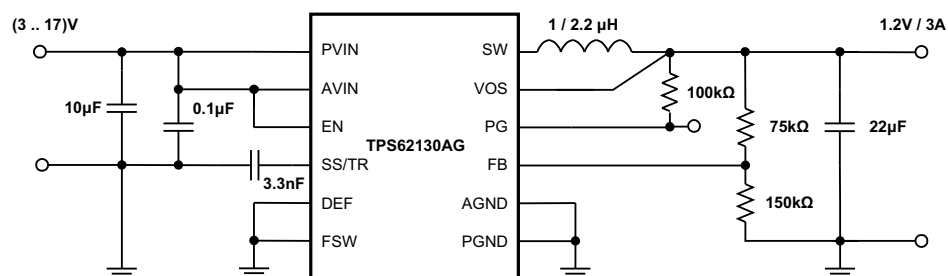 (3 .. 17)V
1 / 2.2 µH
1.2V / 3A
PVIN
SW
AVIN
VOS
10µF
0.1µF
100kΩ
EN
PG
TPS62130AG
75kΩ
22µF
SS/TR
FB
3.3nF
DEF
AGND
150kΩ
FSW
PGND